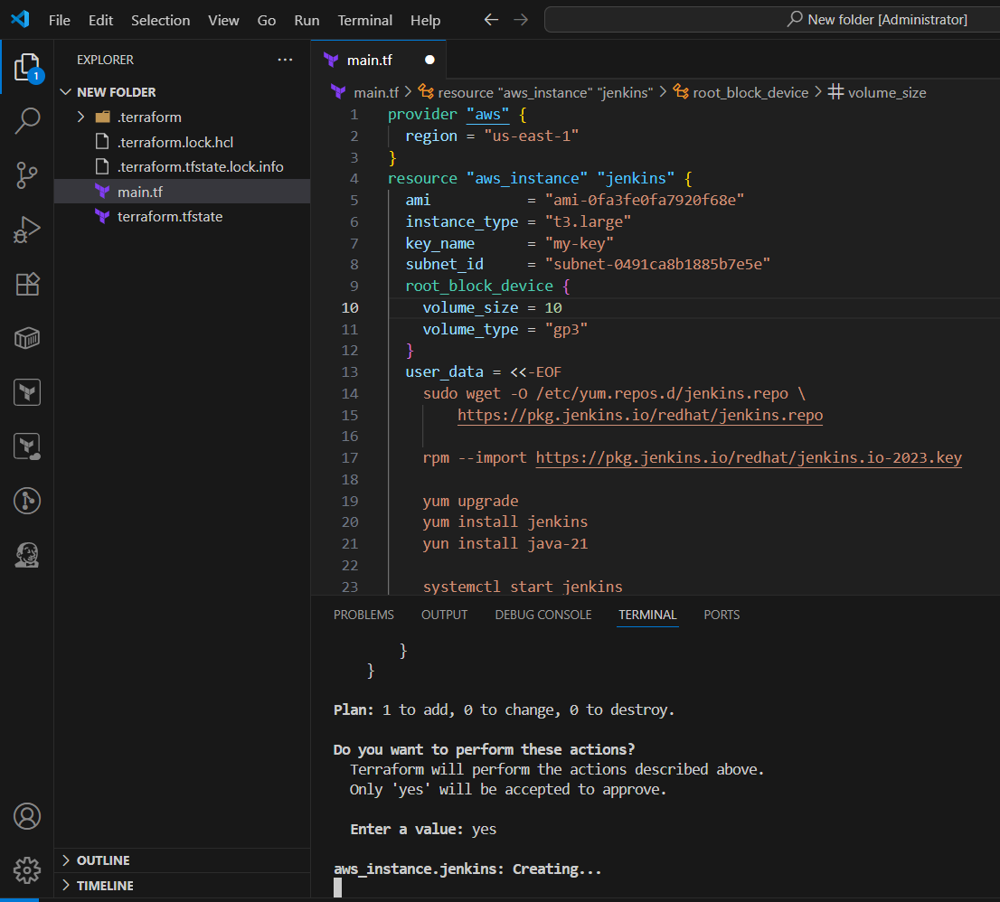 File Edit Selection View Go Run Terminal Help
New folder [Administrator]
EXPLORER
1
NEW FOLDER
.terraform
.terraform.lock.hcl
.terraform.tfstate.lock.info
main.tf
terraform.tfstate
OUTLINE
TIMELINE
main.tf
main.tf > resource "aws_instance" "jenkins" > root_block_device > volume_size
1 provider "aws" {
2   region = "us-east-1"
3 }
4 resource "aws_instance" "jenkins" {
5   ami           = "ami-0fa3fe0fa7920f68e"
6   instance_type = "t3.large"
7   key_name      = "my-key"
8   subnet_id     = "subnet-0491ca8b1885b7e5e"
9   root_block_device {
10     volume_size = 10
11     volume_type = "gp3"
12   }
13   user_data = <<-EOF
14     sudo wget -O /etc/yum.repos.d/jenkins.repo \
15         https://pkg.jenkins.io/redhat/jenkins.repo
16
17     rpm --import https://pkg.jenkins.io/redhat/jenkins.io-2023.key
18
19     yum upgrade
20     yum install jenkins
21     yun install java-21
22
23     systemctl start jenkins
PROBLEMS OUTPUT DEBUG CONSOLE TERMINAL PORTS
        }
    }
Plan: 1 to add, 0 to change, 0 to destroy.
Do you want to perform these actions?
  Terraform will perform the actions described above.
  Only 'yes' will be accepted to approve.
  Enter a value: yes
aws_instance.jenkins: Creating...